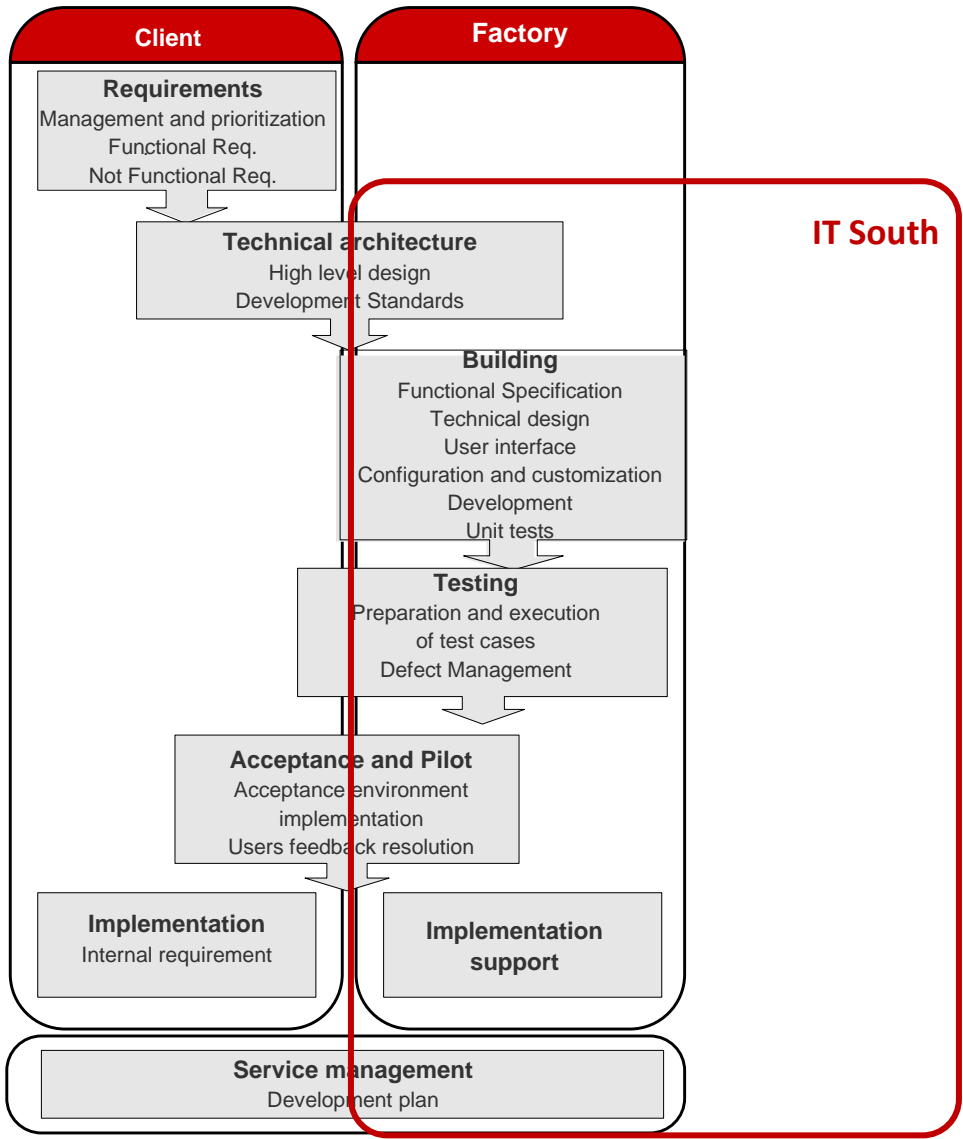 Client
Factory
Requirements
Management and prioritization
Functional Req.
Not Functional Req.
IT South
Technical architecture
High level design
Development Standards
Building
Functional Specification
Technical design
User interface
Configuration and customization
Development
Unit tests
Testing
Preparation and execution
of test cases
Defect Management
Acceptance and Pilot
Acceptance environment
implementation
Users feedback resolution
Implementation
Internal requirement
Implementation
support
Service management
Development plan